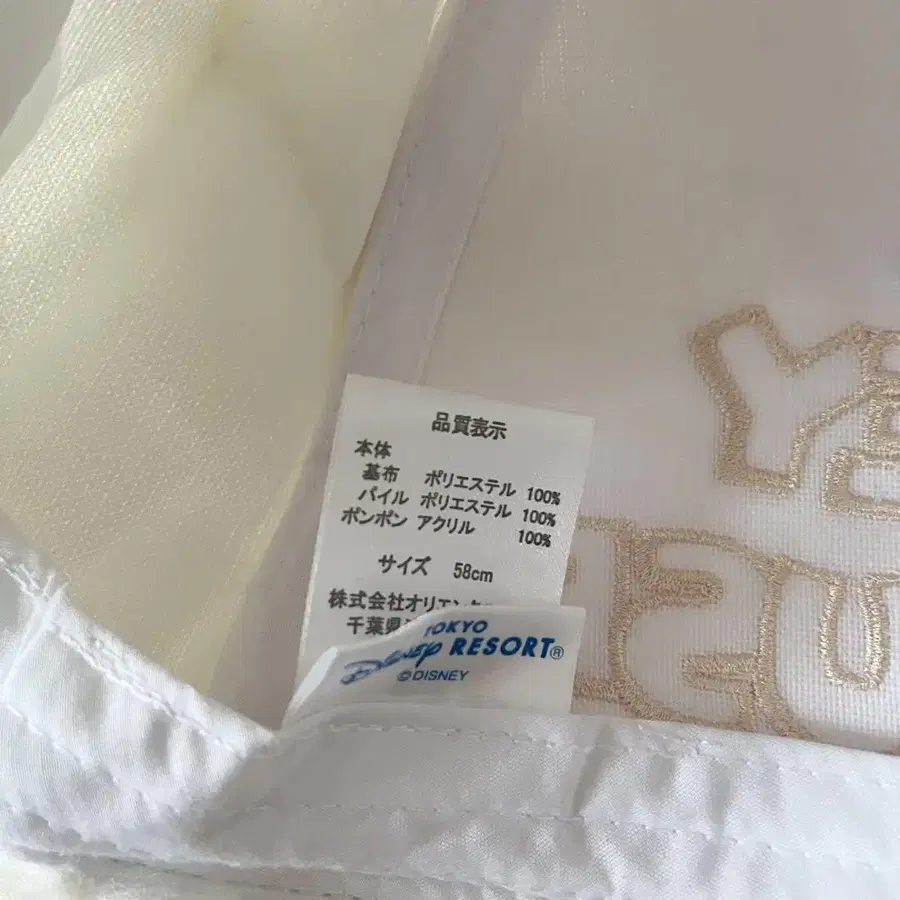 品質表示
本体
基布 ポリエステル 100%
パイル ポリエステル 100%
ポンポン アクリル 100%
サイズ 58cm
株式会社オリエン
千葉県
TOKYO
Disney RESORT®
©DISNEY